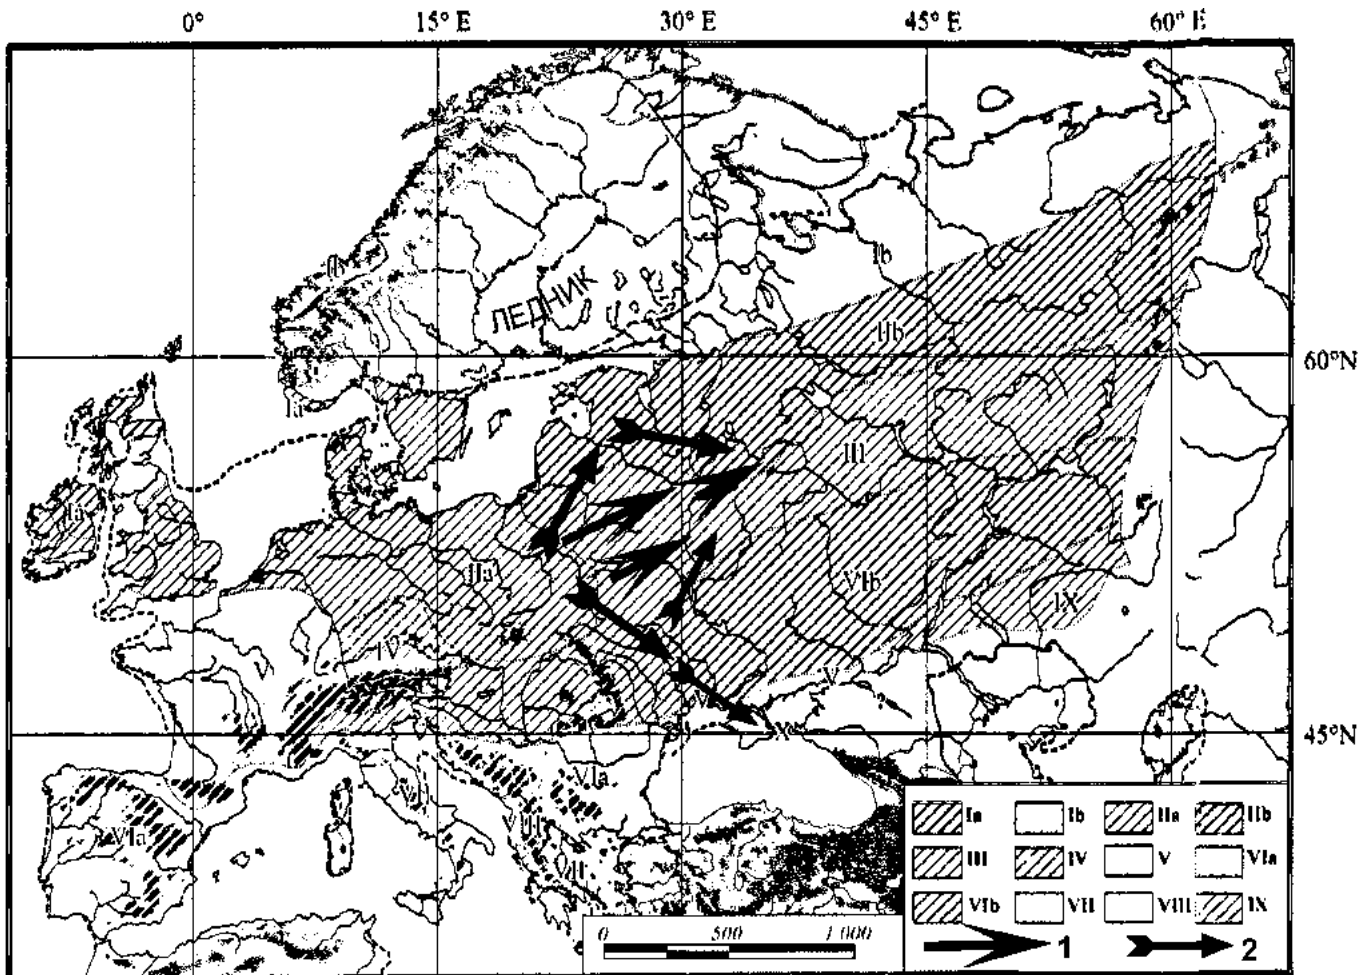 0° 15° E 30° E 45° E 60° E
Ib
ЛЕДНИК
IIb
60°N
Ia
III
IIa
IIa
VIb
IX
IV
V
V
X
45°N
VIa
VIa
VII
Ia Ib IIa IIb
III IV V VIa
VIb VII VIII IX
0 500 1 000
1 2